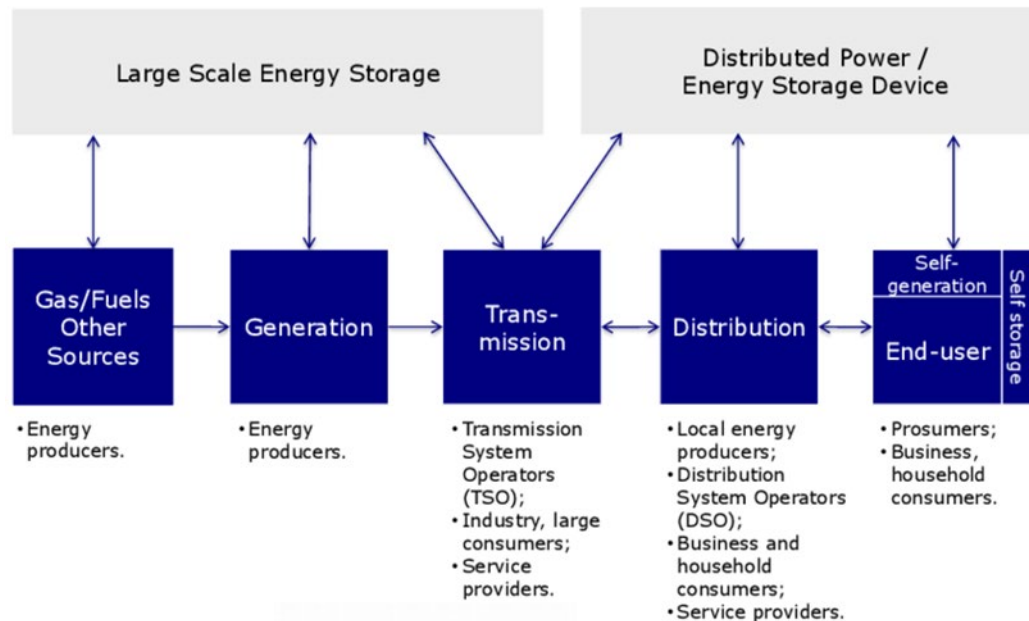 Large Scale Energy Storage
Distributed Power /
Energy Storage Device
Gas/Fuels
Other
Sources
Generation
Trans-
mission
Distribution
Self-
generation
End-user
Self storage
• Energy
producers.
• Energy
producers.
• Transmission
System
Operators
(TSO);
• Industry, large
consumers;
• Service
providers.
• Local energy
producers;
• Distribution
System Operators
(DSO);
• Business and
household
consumers;
• Service providers.
• Prosumers;
• Business,
household
consumers.